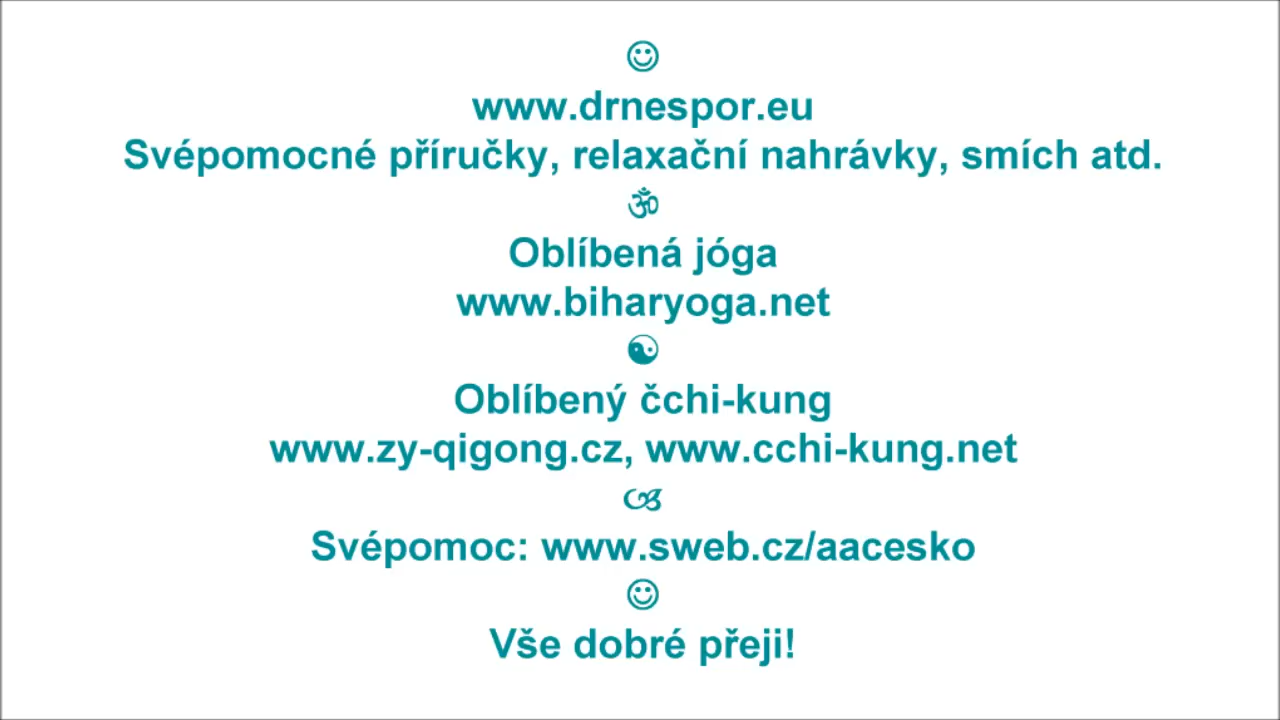 ☺
www.drnespor.eu
Svépomocné příručky, relaxační nahrávky, smích atd.
ॐ
Oblíbená jóga
www.biharyoga.net
☯
Oblíbený čchi-kung
www.zy-qigong.cz, www.cchi-kung.net
Svépomoc: www.sweb.cz/aacesko
☺
Vše dobré přeji!